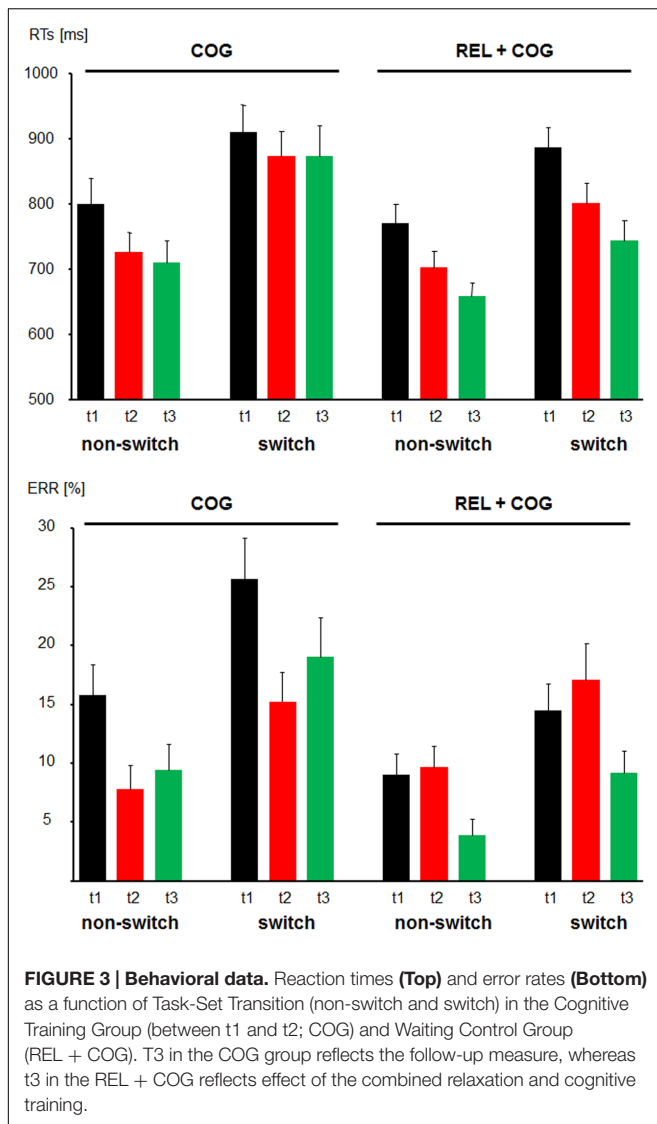 RTs [ms]
COG REL + COG
1000
900
800
700
600
500
t1 t2 t3 t1 t2 t3 t1 t2 t3 t1 t2 t3
non-switch switch non-switch switch
ERR [%]
COG REL + COG
30
25
20
15
10
5
t1 t2 t3 t1 t2 t3 t1 t2 t3 t1 t2 t3
non-switch switch non-switch switch
FIGURE 3 | Behavioral data. Reaction times (Top) and error rates (Bottom)
as a function of Task-Set Transition (non-switch and switch) in the Cognitive
Training Group (between t1 and t2; COG) and Waiting Control Group
(REL + COG). T3 in the COG group reflects the follow-up measure, whereas
t3 in the REL + COG reflects effect of the combined relaxation and cognitive
training.